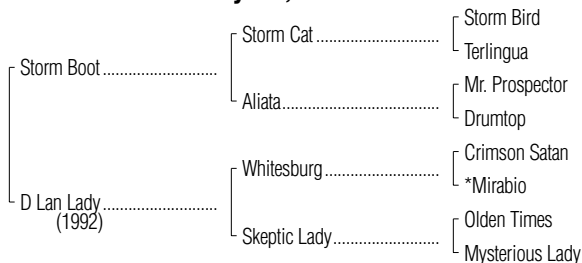 Storm Bird
Storm Cat
Terlingua
Storm Boot
Mr. Prospector
Aliata
Drumtop
Crimson Satan
Whitesburg
*Mirabio
D Lan Lady
(1992)
Olden Times
Skeptic Lady
Mysterious Lady